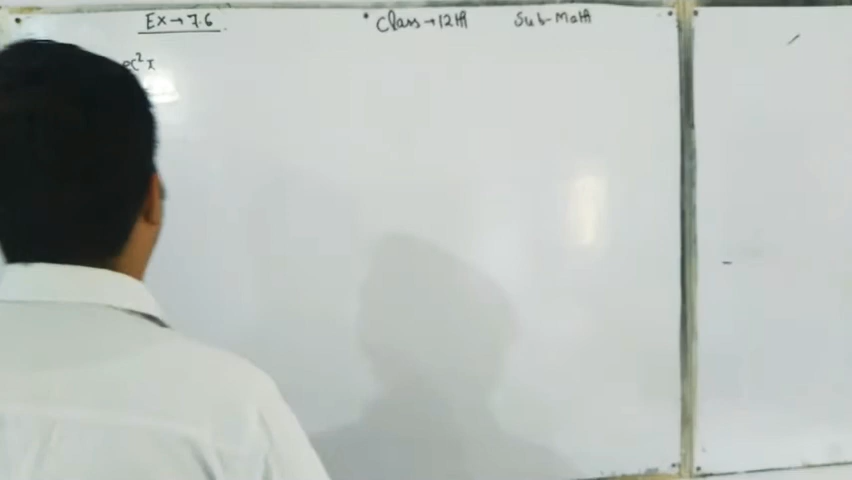 Ex→7.6 • Class→12th Sub-Math
ec²x